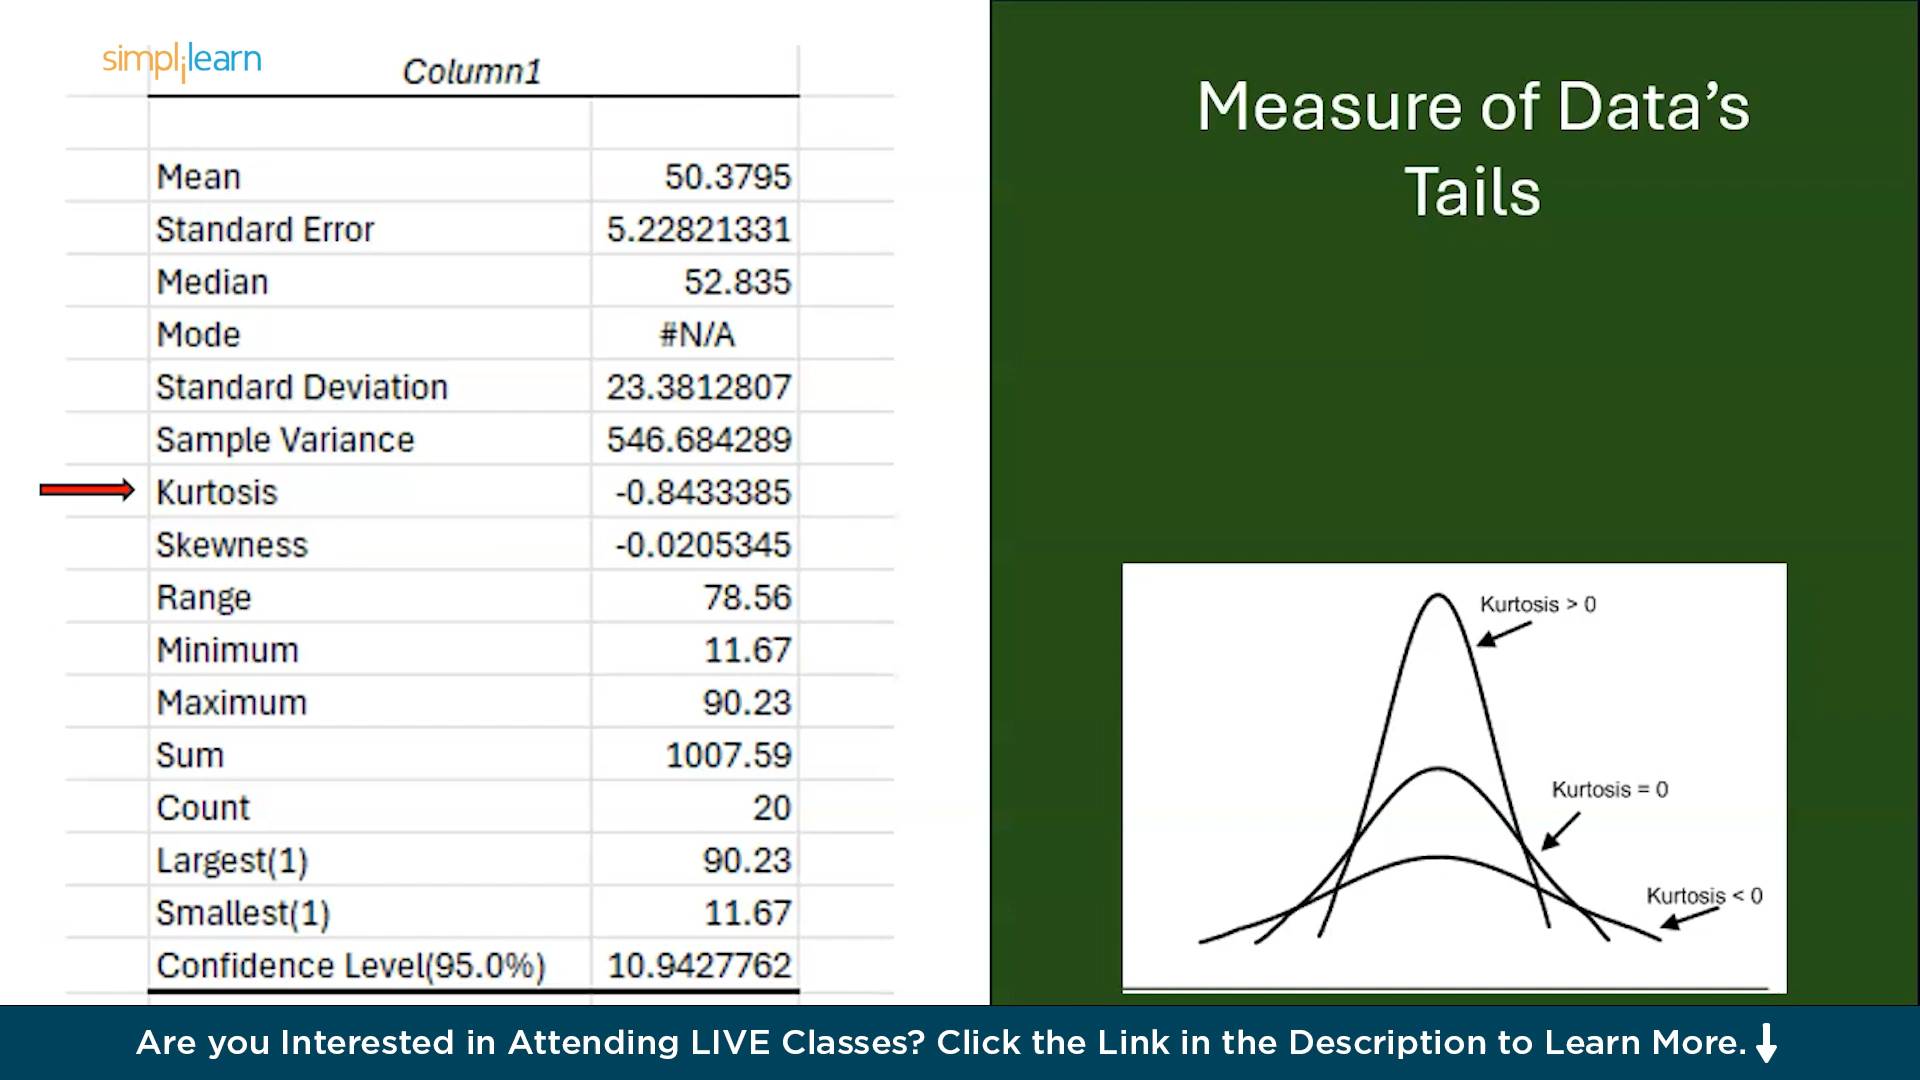 simplilearn
Column1
Mean 50.3795
Standard Error 5.22821331
Median 52.835
Mode #N/A
Standard Deviation 23.3812807
Sample Variance 546.684289
Kurtosis -0.8433385
Skewness -0.0205345
Range 78.56
Minimum 11.67
Maximum 90.23
Sum 1007.59
Count 20
Largest(1) 90.23
Smallest(1) 11.67
Confidence Level(95.0%) 10.9427762
Measure of Data’s
Tails
Kurtosis > 0
Kurtosis = 0
Kurtosis < 0
Are you Interested in Attending LIVE Classes? Click the Link in the Description to Learn More.